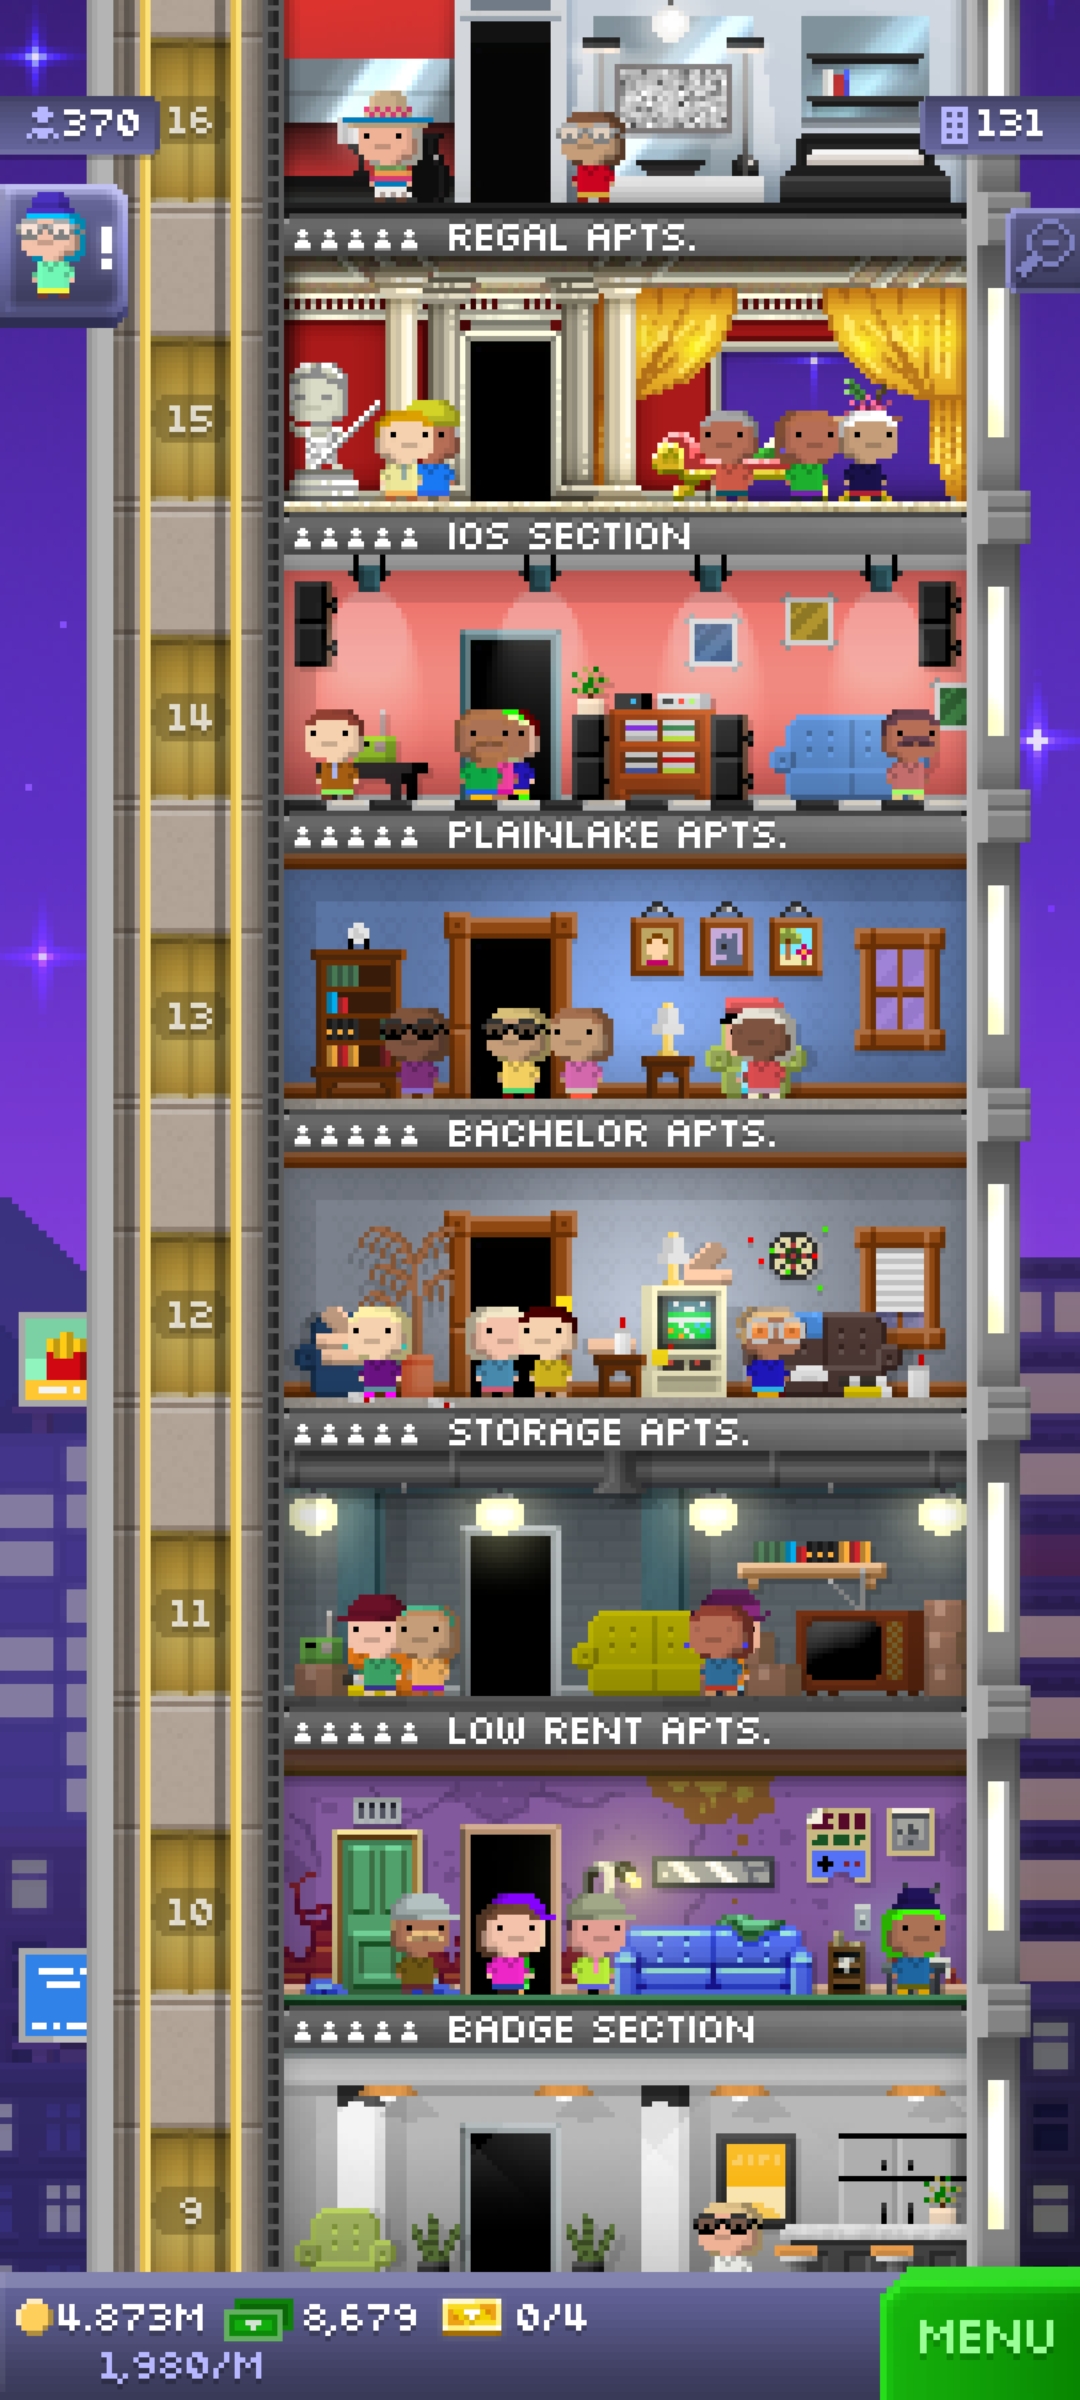 370
16
131
!
REGAL APTS.
15
IOS SECTION
14
PLAINLAKE APTS.
13
BACHELOR APTS.
12
STORAGE APTS.
11
LOW RENT APTS.
10
BADGE SECTION
9
4.873M 8,679 0/4
1,980/M
MENU